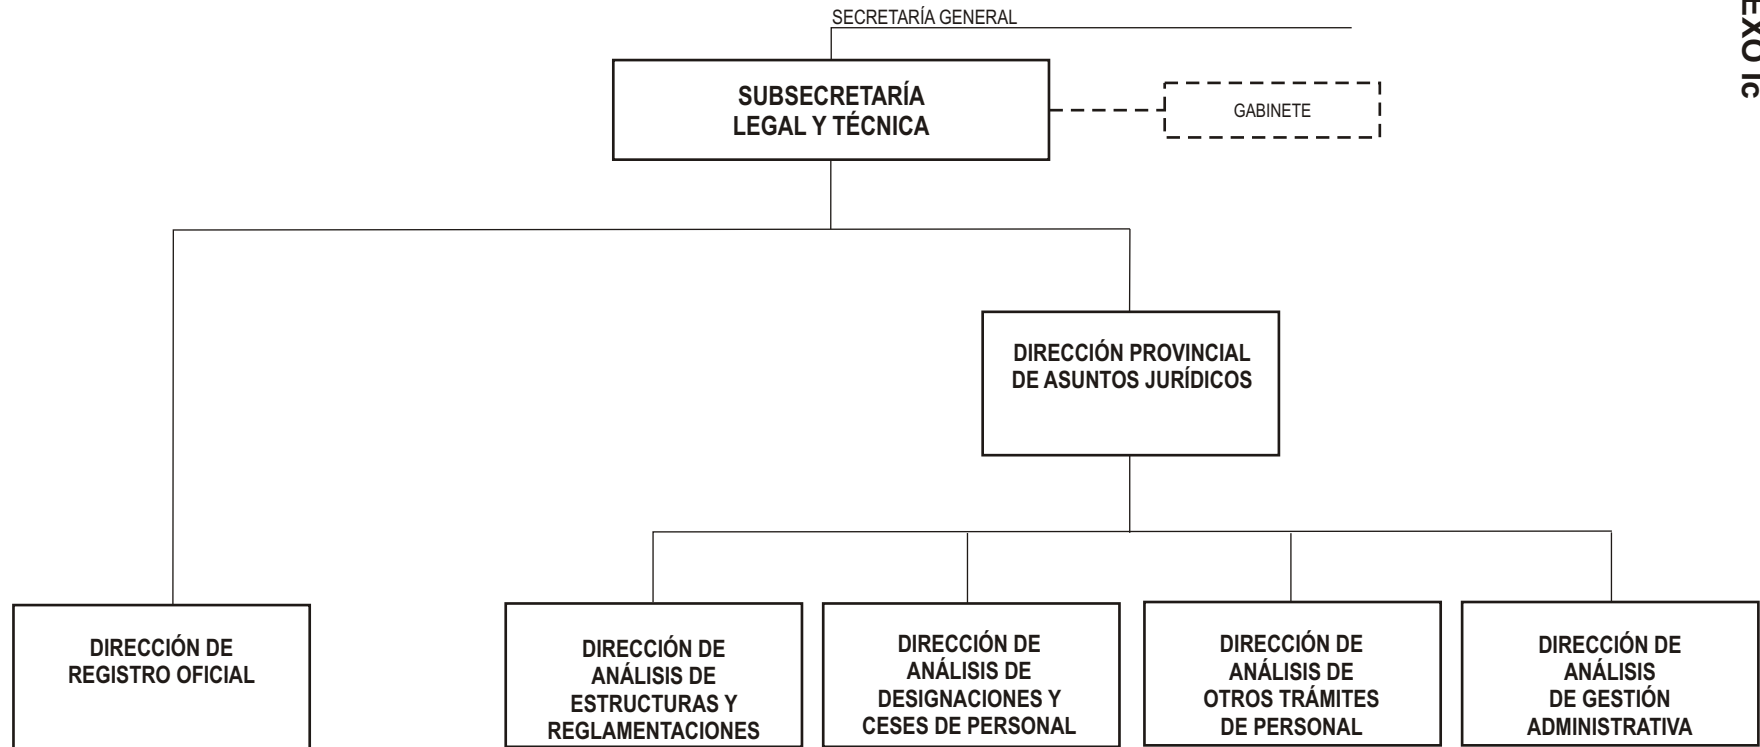 SECRETARÍA GENERAL
EXO Ic
SUBSECRETARÍA
LEGAL Y TÉCNICA
GABINETE
DIRECCIÓN PROVINCIAL
DE ASUNTOS JURÍDICOS
DIRECCIÓN DE
REGISTRO OFICIAL
DIRECCIÓN DE
ANÁLISIS DE
ESTRUCTURAS Y
REGLAMENTACIONES
DIRECCIÓN DE
ANÁLISIS DE
DESIGNACIONES Y
CESES DE PERSONAL
DIRECCIÓN DE
ANÁLISIS DE
OTROS TRÁMITES
DE PERSONAL
DIRECCIÓN DE
ANÁLISIS
DE GESTIÓN
ADMINISTRATIVA